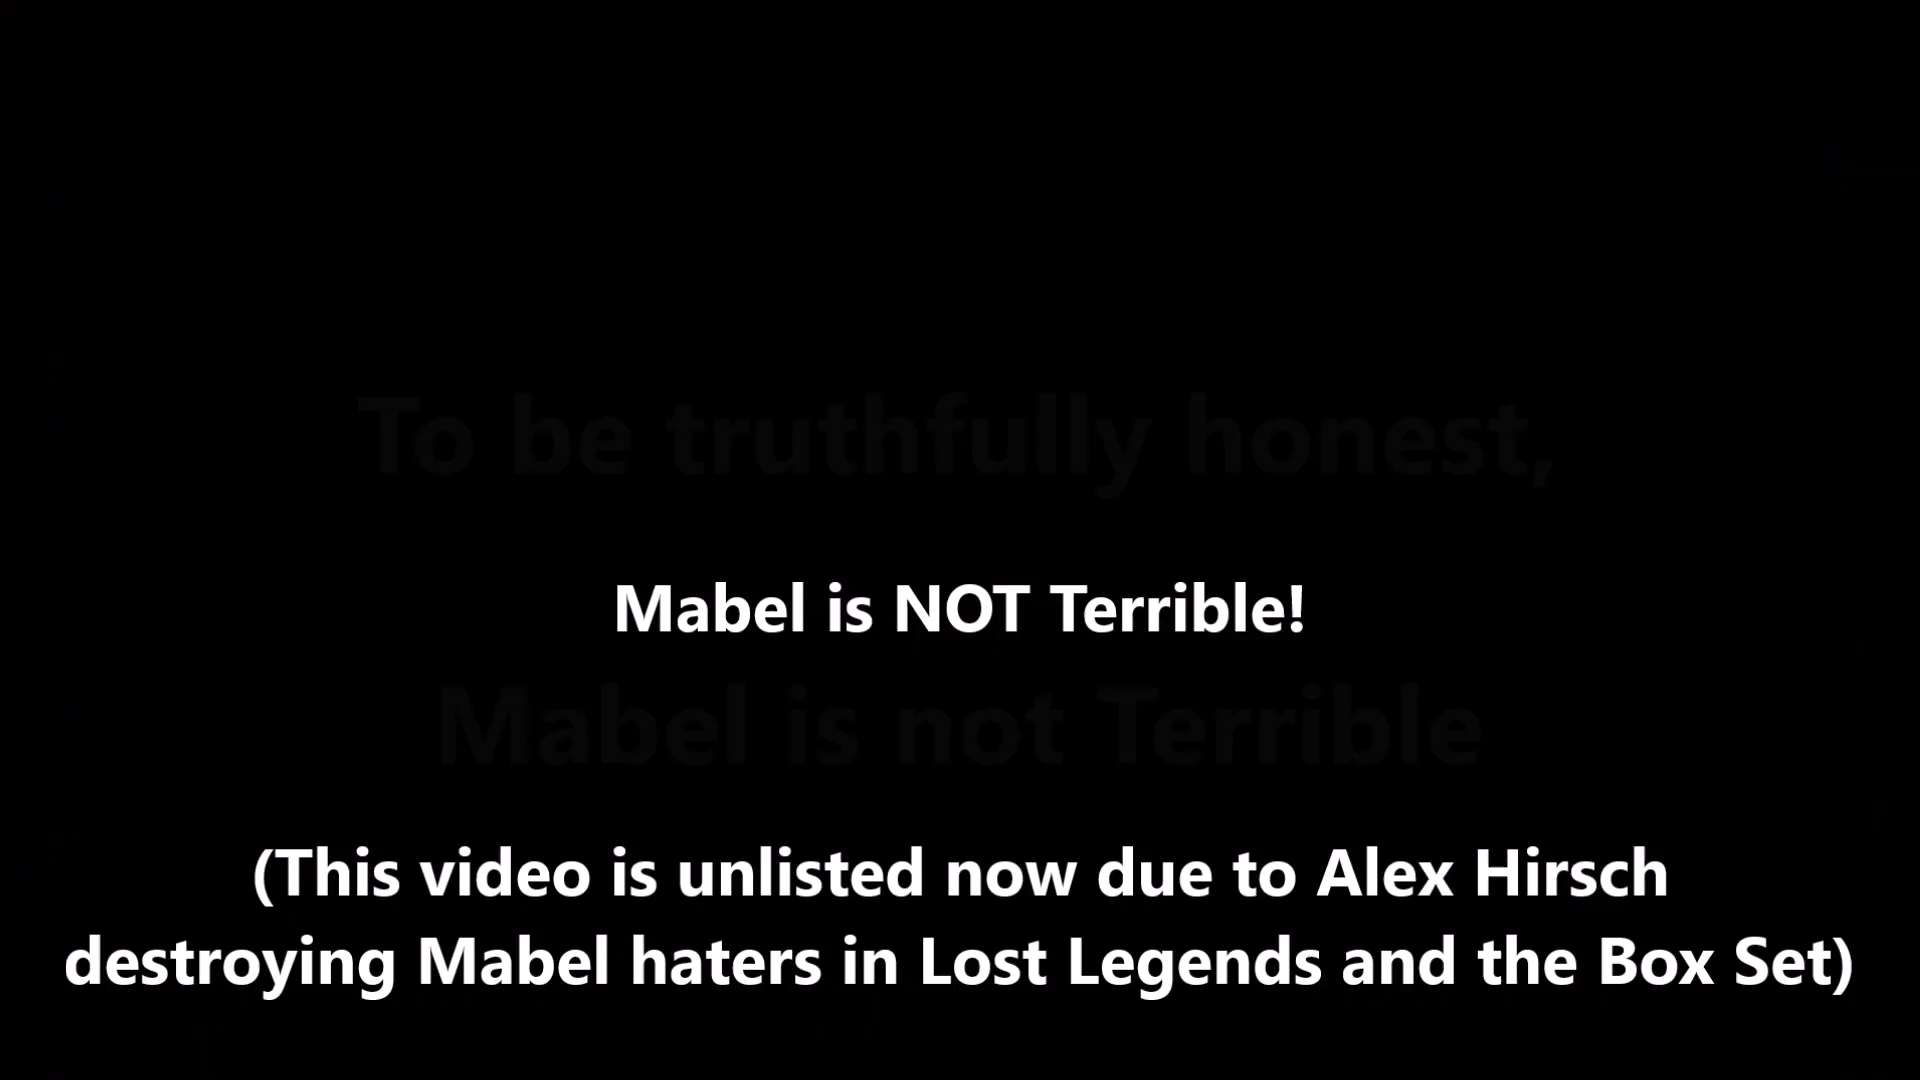 To be truthfully honest,
Mabel is NOT Terrible!
Mabel is not Terrible
(This video is unlisted now due to Alex Hirsch
destroying Mabel haters in Lost Legends and the Box Set)